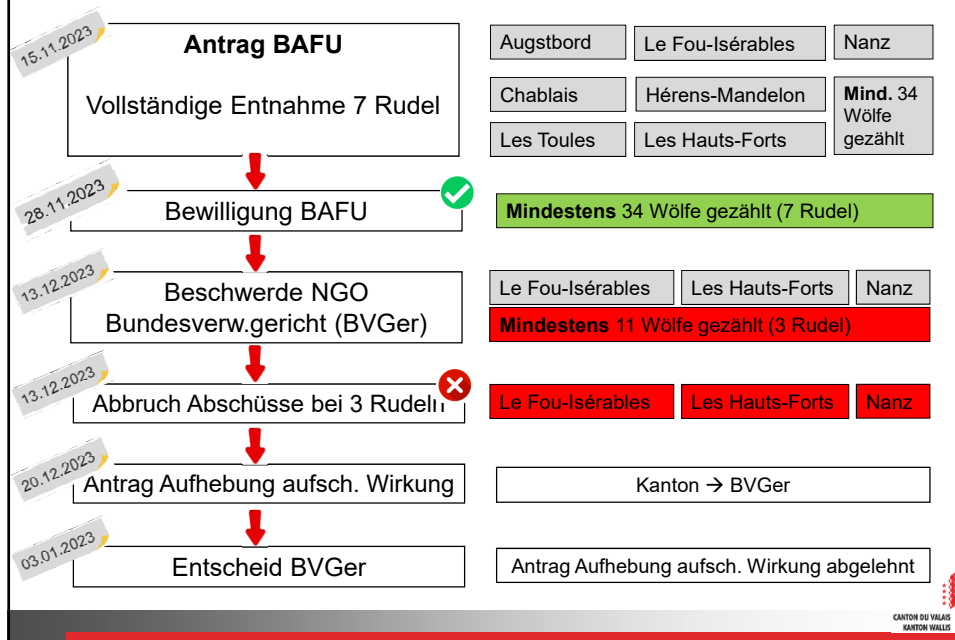 15.11.2023
Antrag BAFU
Vollständige Entnahme 7 Rudel
Augstbord
Le Fou-Isérables
Nanz
Chablais
Hérens-Mandelon
Mind. 34
Wölfe
gezählt
Les Toules
Les Hauts-Forts
28.11.2023
Bewilligung BAFU
Mindestens 34 Wölfe gezählt (7 Rudel)
13.12.2023
Beschwerde NGO
Bundesverw.gericht (BVGer)
Le Fou-Isérables
Les Hauts-Forts
Nanz
Mindestens 11 Wölfe gezählt (3 Rudel)
13.12.2023
Abbruch Abschüsse bei 3 Rudeln
Le Fou-Isérables
Les Hauts-Forts
Nanz
20.12.2023
Antrag Aufhebung aufsch. Wirkung
Kanton → BVGer
03.01.2023
Entscheid BVGer
Antrag Aufhebung aufsch. Wirkung abgelehnt
CANTON DU VALAIS
KANTON WALLIS